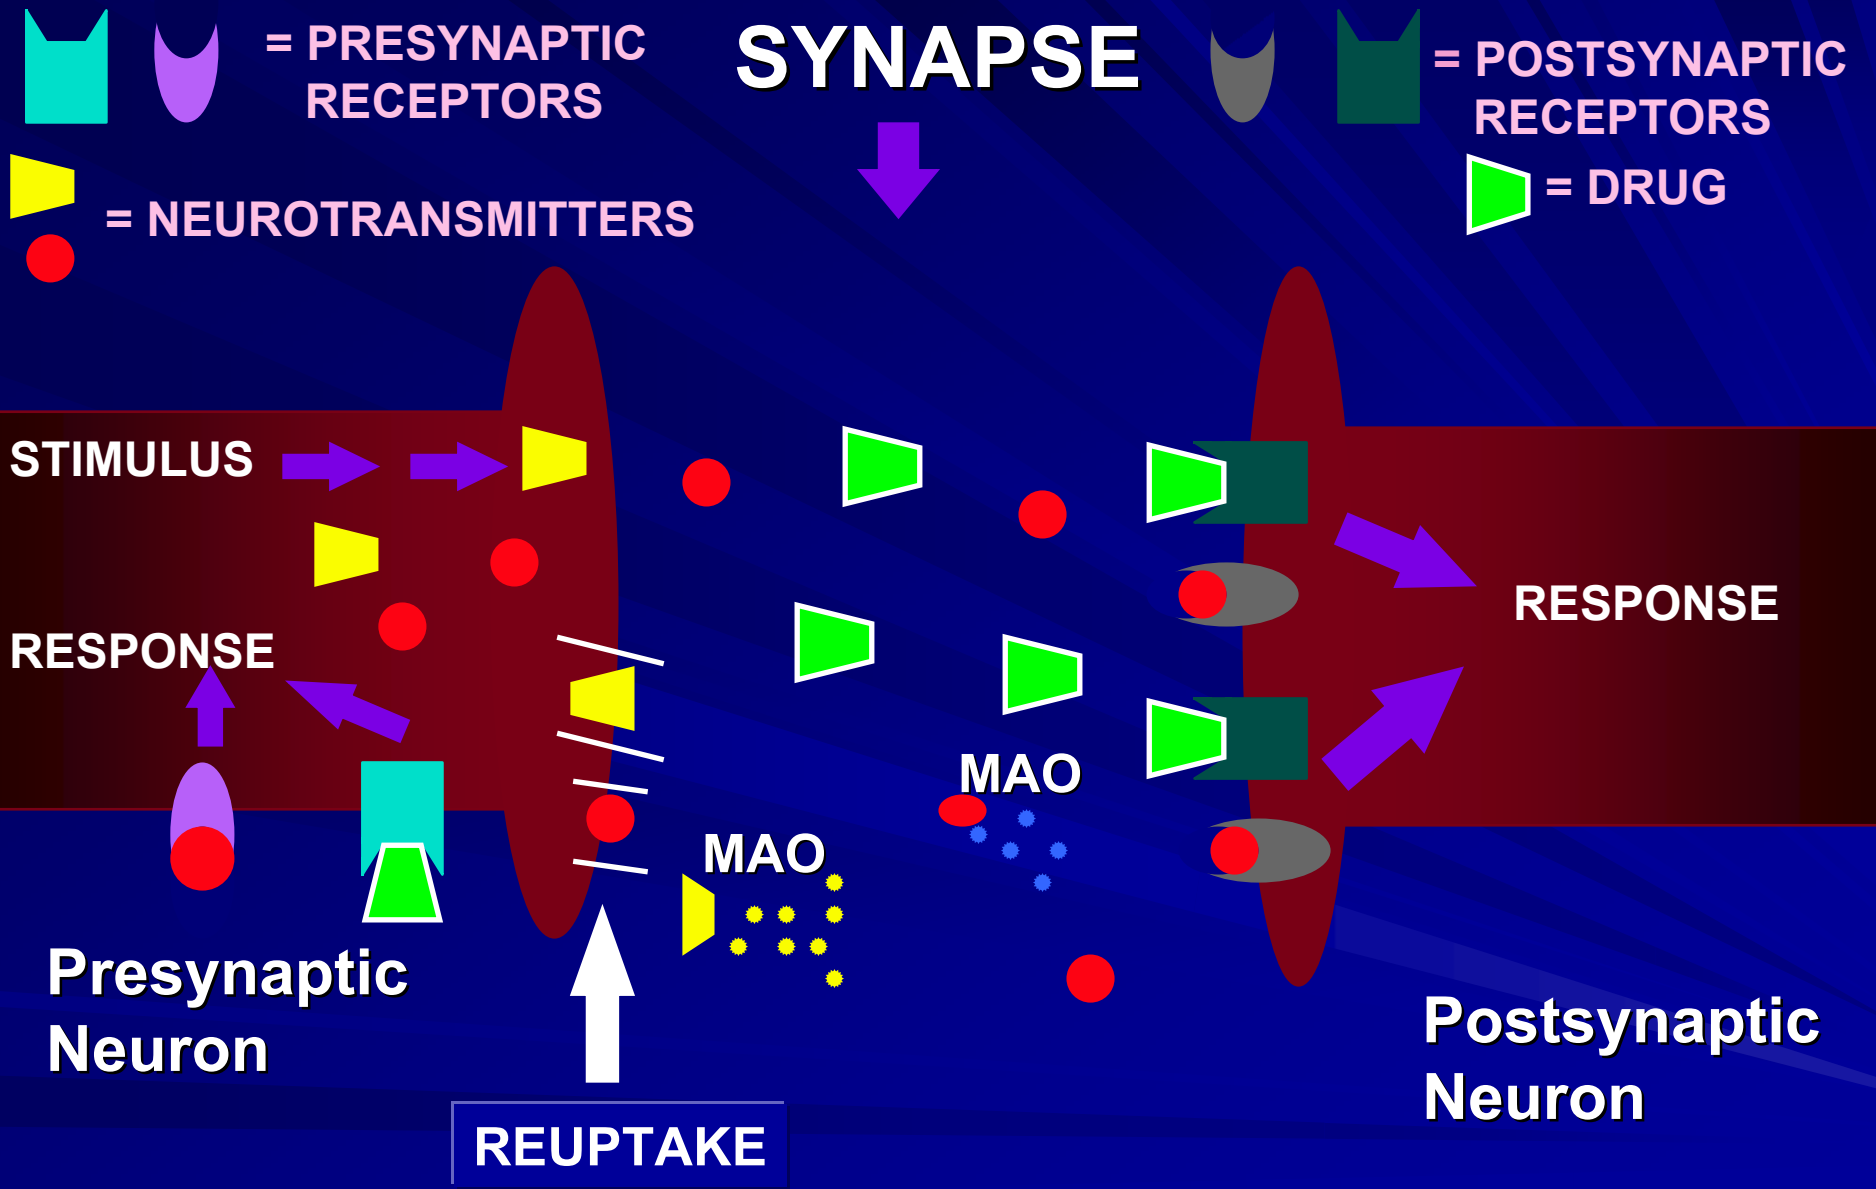 = PRESYNAPTIC
RECEPTORS
SYNAPSE
= POSTSYNAPTIC
RECEPTORS
= NEUROTRANSMITTERS
= DRUG
STIMULUS
RESPONSE
RESPONSE
MAO
MAO
Presynaptic
Neuron
Postsynaptic
Neuron
REUPTAKE